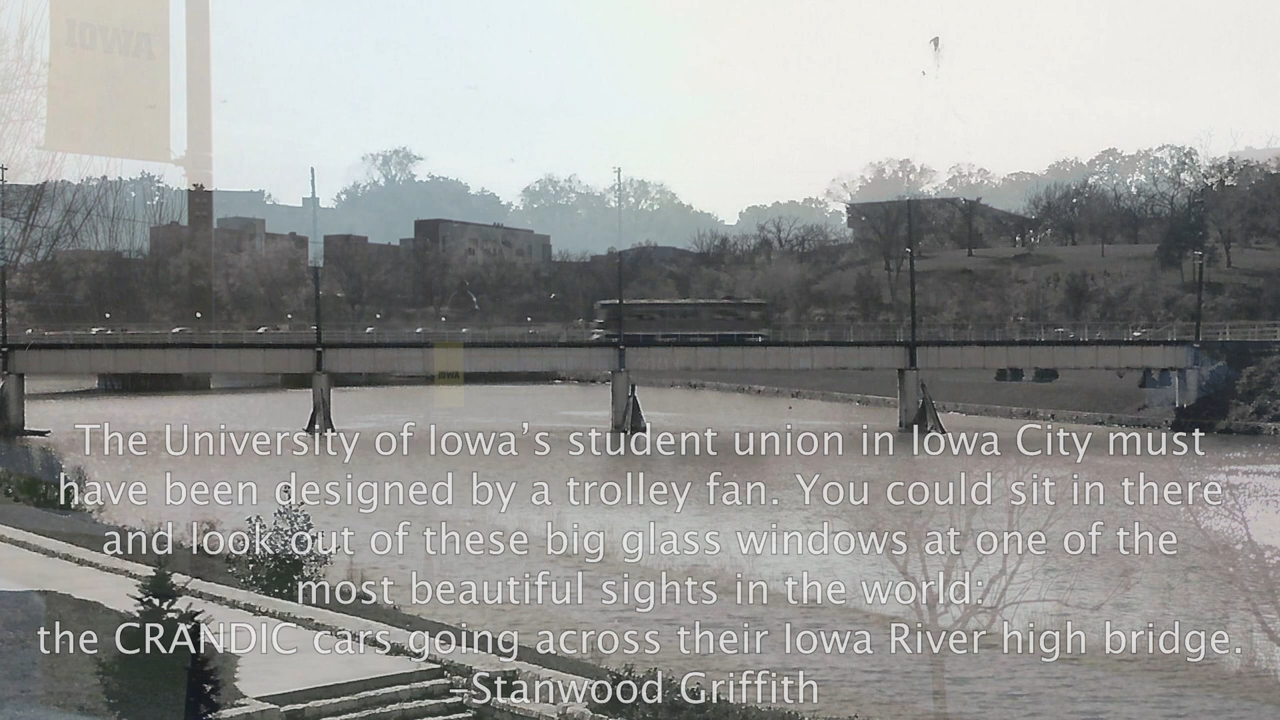 IOWA
IOWA
The University of Iowa’s student union in Iowa City must
have been designed by a trolley fan. You could sit in there
and look out of these big glass windows at one of the
most beautiful sights in the world:
the CRANDIC cars going across their Iowa River high bridge.
–Stanwood Griffith